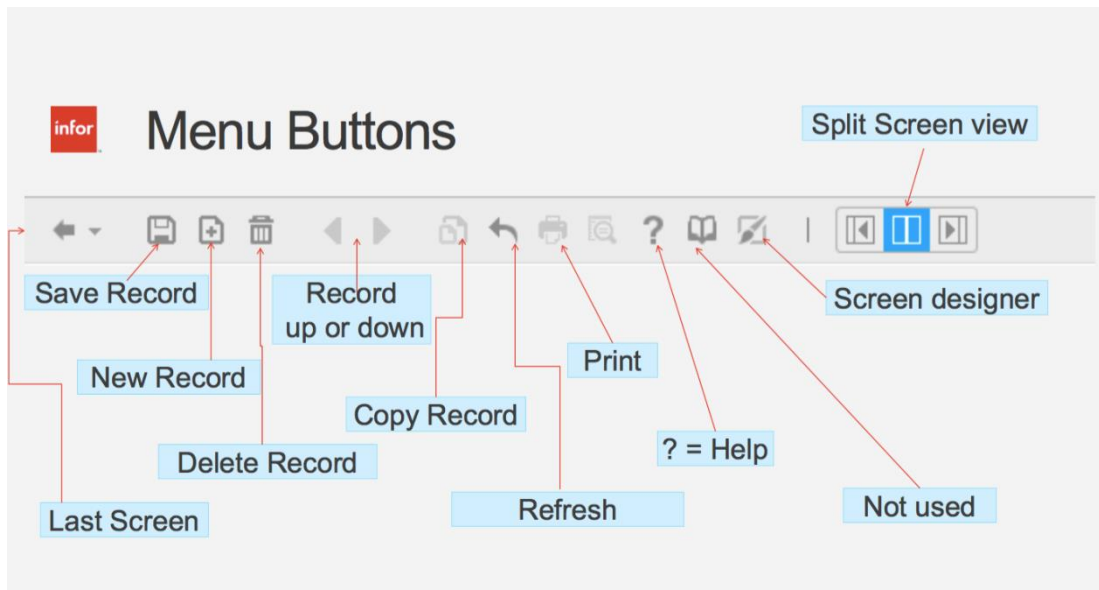 infor
Menu Buttons
Split Screen view
?
Save Record
Record
up or down
Screen designer
New Record
Print
Copy Record
Delete Record
? = Help
Last Screen
Refresh
Not used